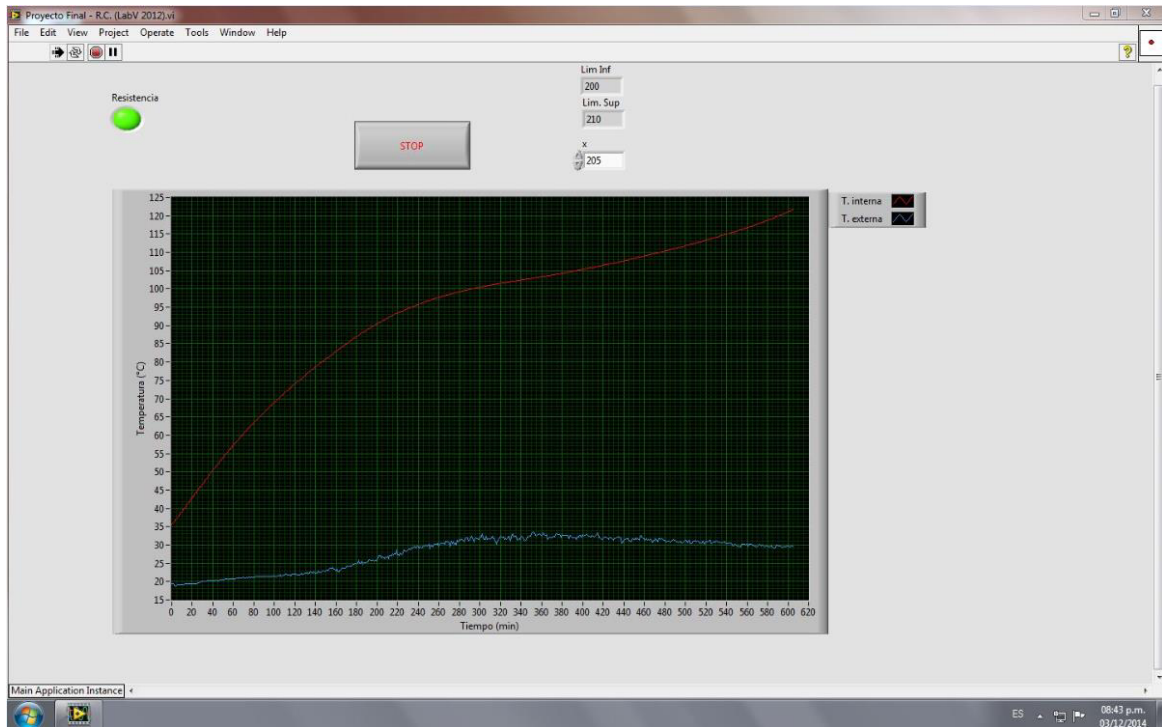 Proyecto Final - R.C. (LabV 2012).vi
File Edit View Project Operate Tools Window Help
Lim Inf
200
Resistencia
Lim. Sup
210
STOP
x
205
T. interna
T. externa
Temperatura (°C)
125
120
115
110
105
100
95
90
85
80
75
70
65
60
55
50
45
40
35
30
25
20
15
0 20 40 60 80 100 120 140 160 180 200 220 240 260 280 300 320 340 360 380 400 420 440 460 480 500 520 540 560 580 600 620
Tiempo (min)
Main Application Instance
ES
08:43 p.m.
03/12/2014